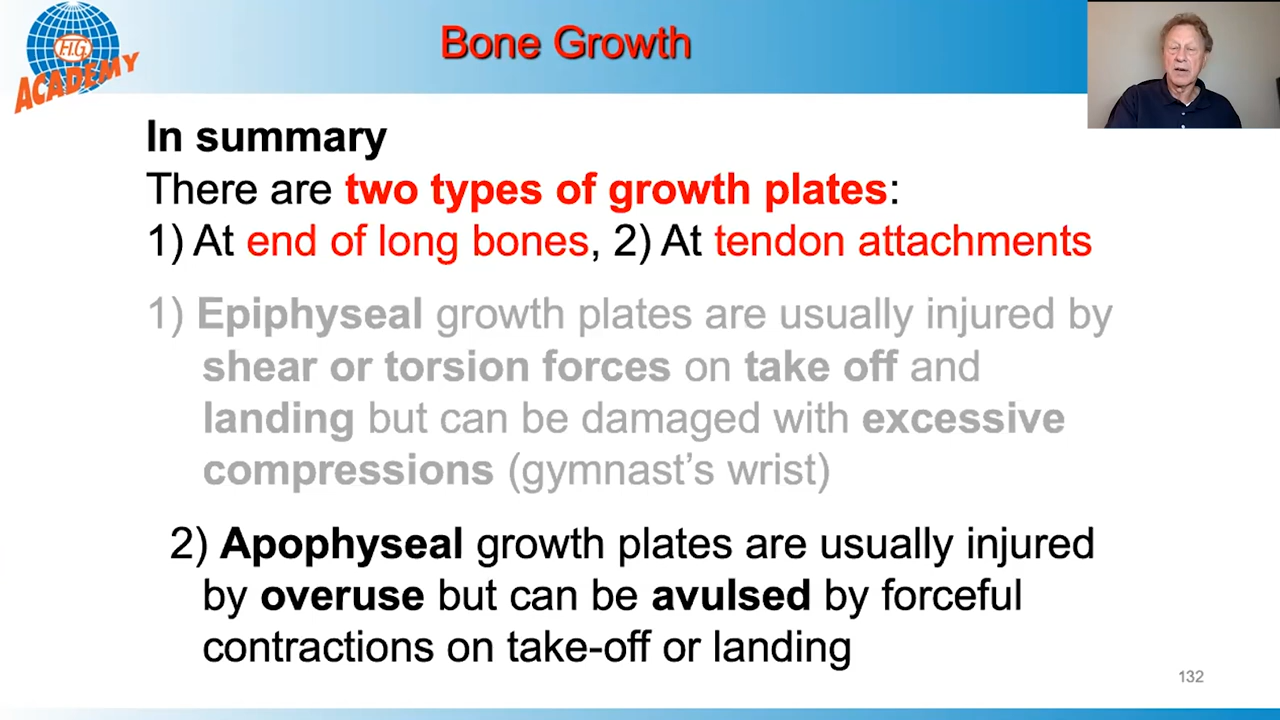 F.I.G.
ACADEMY
Bone Growth
In summary
There are two types of growth plates:
1) At end of long bones, 2) At tendon attachments
1) Epiphyseal growth plates are usually injured by
shear or torsion forces on take off and
landing but can be damaged with excessive
compressions (gymnast’s wrist)
2) Apophyseal growth plates are usually injured
by overuse but can be avulsed by forceful
contractions on take-off or landing
132